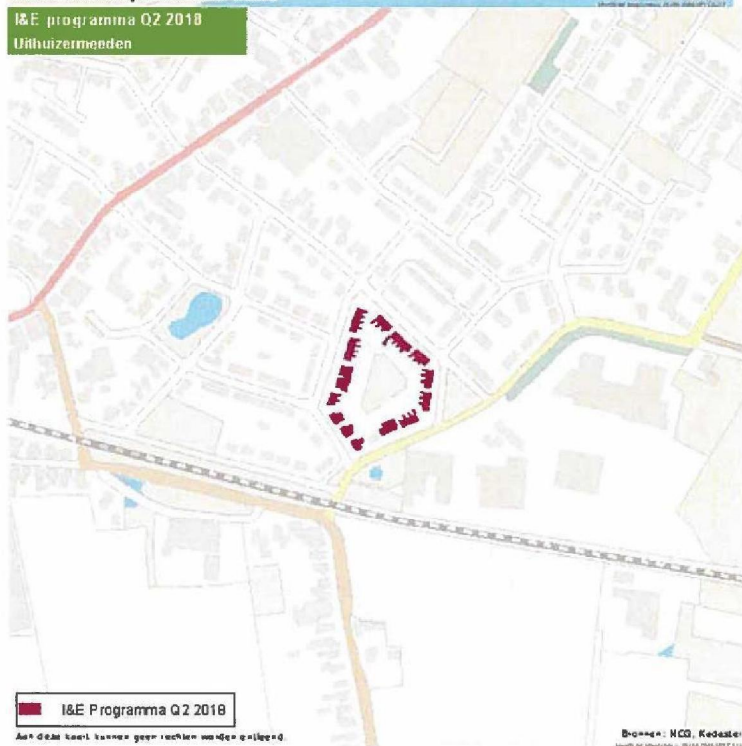 I&E programma Q2 2018
Uithuizermeeden
I&E Programma Q2 2018
Aan deze kaart kunnen geen rechten worden ontleend.
Bronnen: NCG, Kadaster